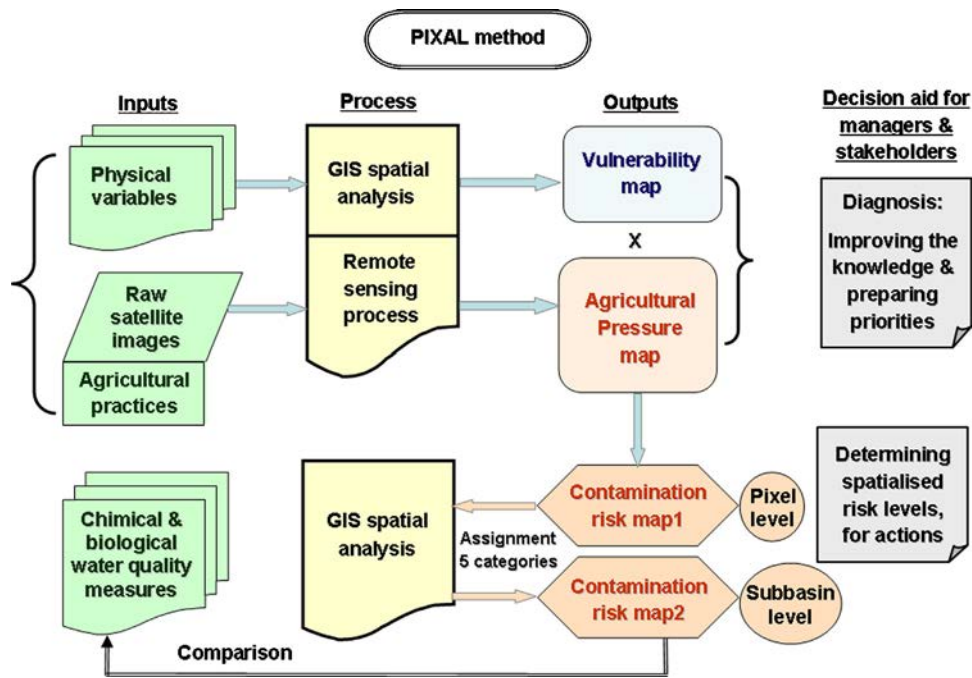 PIXAL method
Inputs
Process
Outputs
Decision aid for
managers &
stakeholders
Physical
variables
GIS spatial
analysis
Vulnerability
map
X
Diagnosis:
Improving the
knowledge &
preparing
priorities
Raw
satellite
images
Agricultural
practices
Remote
sensing
process
Agricultural
Pressure
map
Chimical &
biological
water quality
measures
GIS spatial
analysis
Assignment
5 categories
Contamination
risk map1
Pixel
level
Contamination
risk map2
Subbasin
level
Determining
spatialised
risk levels,
for actions
Comparison